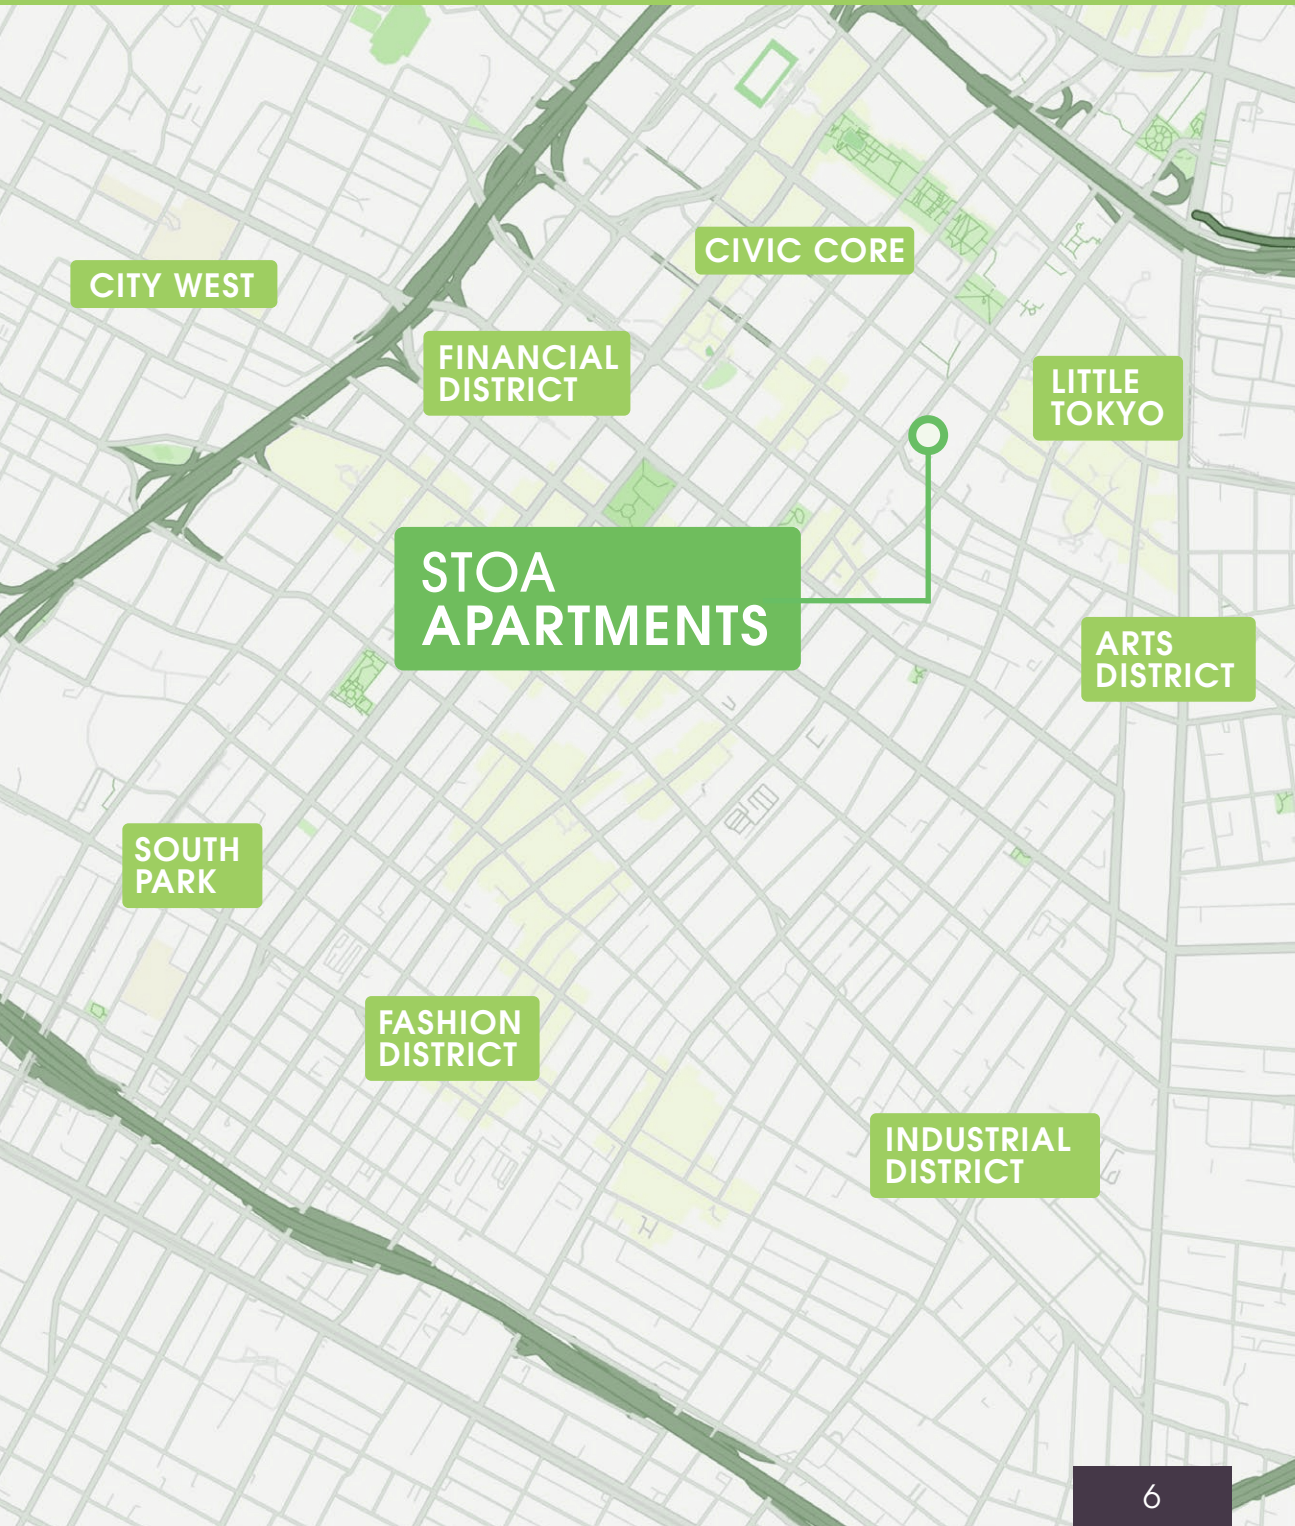 CIVIC CORE
CITY WEST
FINANCIAL
DISTRICT
LITTLE
TOKYO
STOA
APARTMENTS
ARTS
DISTRICT
SOUTH
PARK
FASHION
DISTRICT
INDUSTRIAL
DISTRICT
6